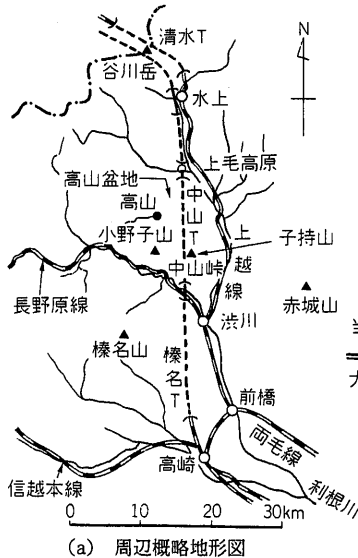 清水T
谷川岳
N
水上
上毛高原
高山盆地
高山
中山T
小野子山
子持山
中山峠
上越線
長野原線
赤城山
渋川
榛名山
榛名T
前橋
両毛線
高崎
信越本線
利根川
0 10 20 30km
(a) 周辺概略地形図